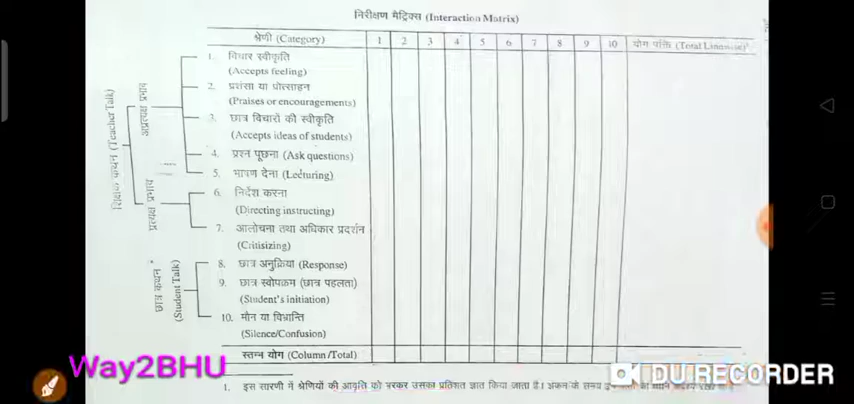 निरीक्षण मैट्रिक्स (Interaction Matrix)
श्रेणी (Category) 1 2 3 4 5 6 7 8 9 10 योग पंक्ति (Total
शिक्षक कथन (Teacher Talk)
अप्रत्यक्ष प्रभाव
1. विचार स्वीकृति
(Accepts feeling)
2. प्रशंसा या प्रोत्साहन
(Praises or encouragements)
3. छात्र विचारों की स्वीकृति
(Accepts ideas of students)
4. प्रश्न पूछना (Ask questions)
प्रत्यक्ष प्रभाव
5. भाषण देना (Lecturing)
6. निर्देश करना
(Directing instructing)
7. आलोचना तथा अधिकार प्रदर्शन
(Critisizing)
छात्र कथन
(Student Talk)
8. छात्र अनुक्रिया (Response)
9. छात्र स्वोपक्रम (छात्र पहलता)
(Student's initiation)
10. मौन या विभ्रान्ति
(Silence/Confusion)
स्तम्भ योग (Column/Total)
Way2BHU
DU RECORDER
1. इस सारणी में श्रेणियों की आवृति को भरकर उसका प्रतिशत ज्ञात किया जाता है। अंकन के समय